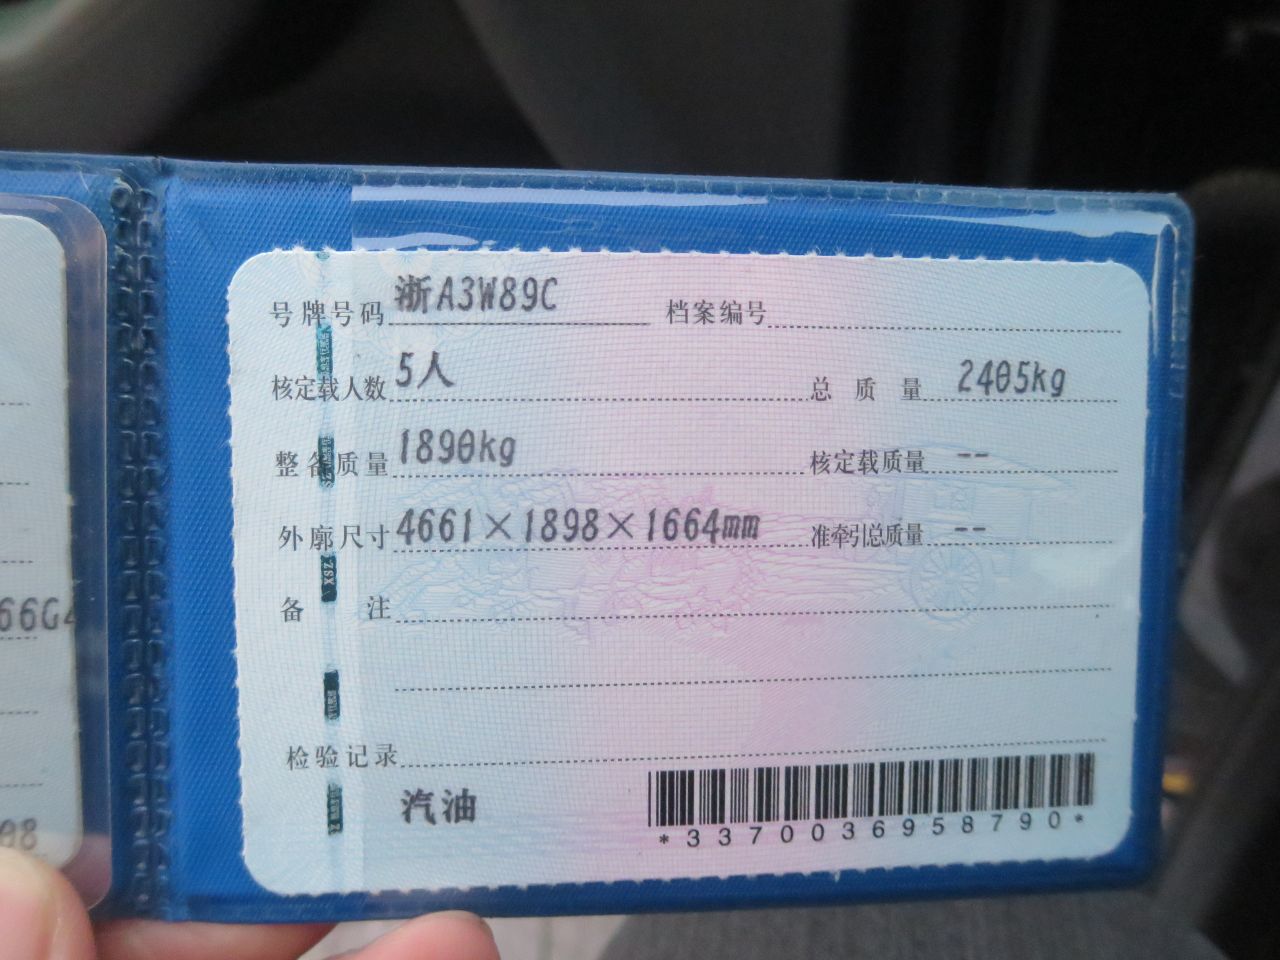 号牌号码 浙A3W89C 档案编号
核定载人数 5人 总质量 2405kg
整备质量 1890kg 核定载质量 --
外廓尺寸 4661×1898×1664mm 准牵引总质量 --
备注
检验记录
汽油
*3370036958790*
66G4
08